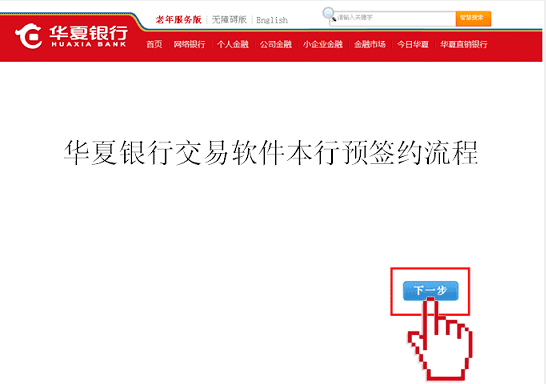 老年服务版 | 无障碍版 | English
请输入关键字
智慧搜索
华夏银行
HUAXIA BANK
首页 网络银行 个人金融 公司金融 小企业金融 金融市场 今日华夏 华夏直销银行
华夏银行交易软件本行预签约流程
下一步